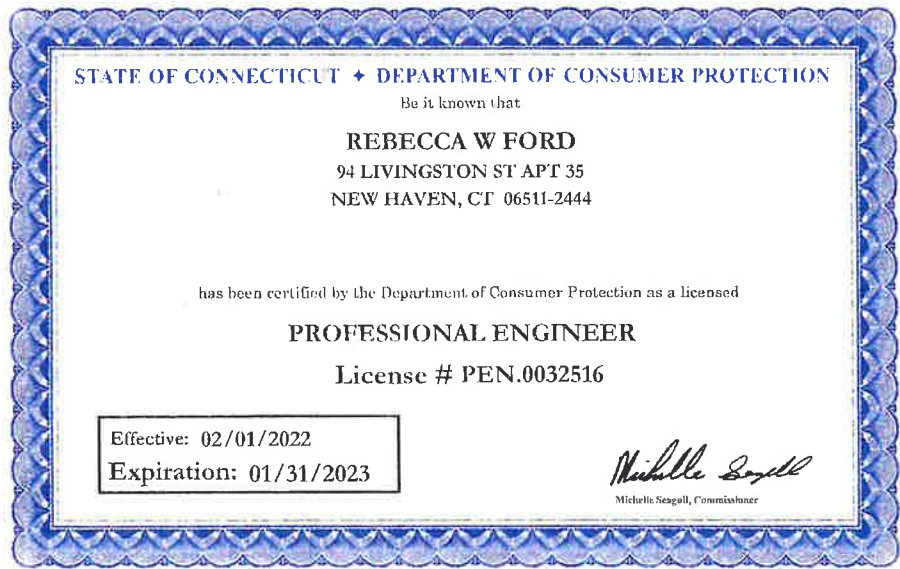 STATE OF CONNECTICUT ✦ DEPARTMENT OF CONSUMER PROTECTION
Be it known that
REBECCA W FORD
94 LIVINGSTON ST APT 35
NEW HAVEN, CT 06511-2444
has been certified by the Department of Consumer Protection as a licensed
PROFESSIONAL ENGINEER
License # PEN.0032516
Effective: 02/01/2022
Expiration: 01/31/2023
Michelle Seagull
Michelle Seagull, Commissioner